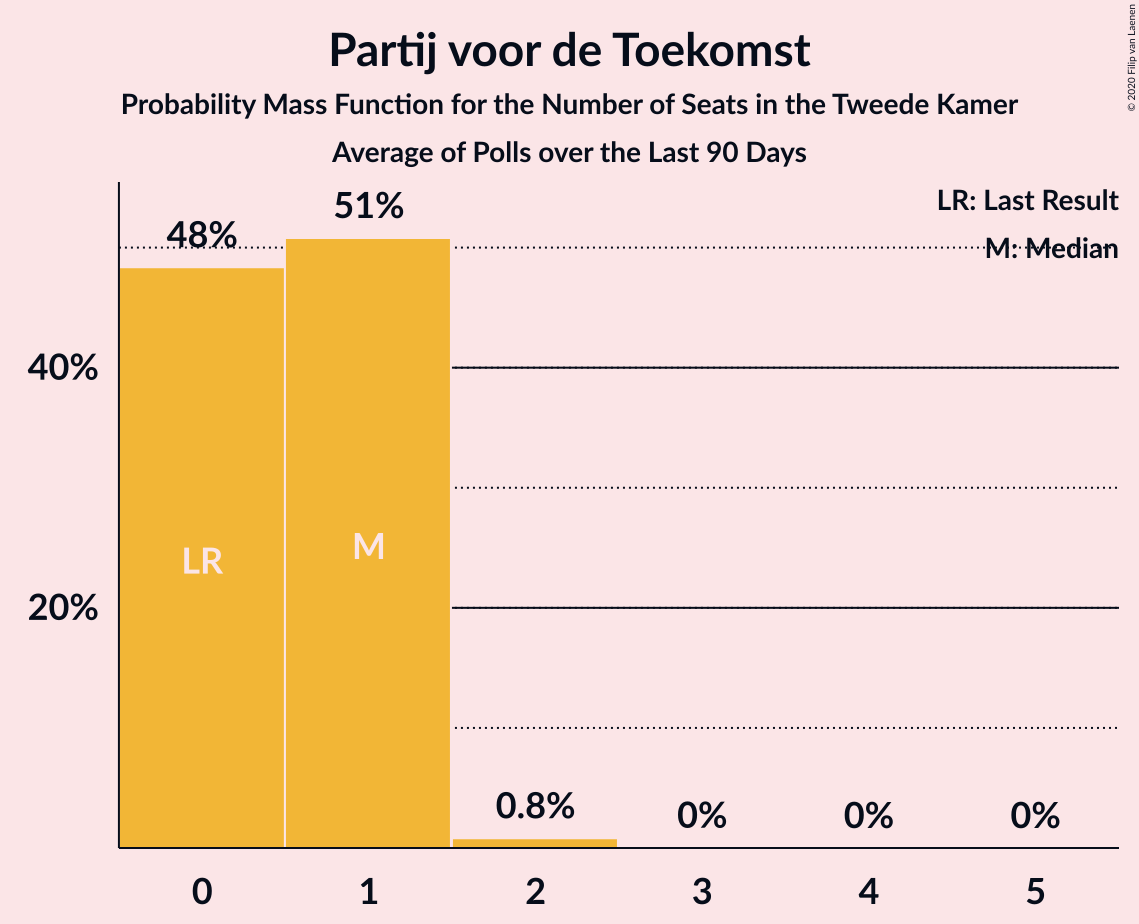 Partij voor de Toekomst
Probability Mass Function for the Number of Seats in the Tweede Kamer
Average of Polls over the Last 90 Days
© 2020 Filip van Laenen
LR: Last Result
M: Median
48%
51%
40%
20%
LR
M
0.8%
0%
0%
0%
0
1
2
3
4
5